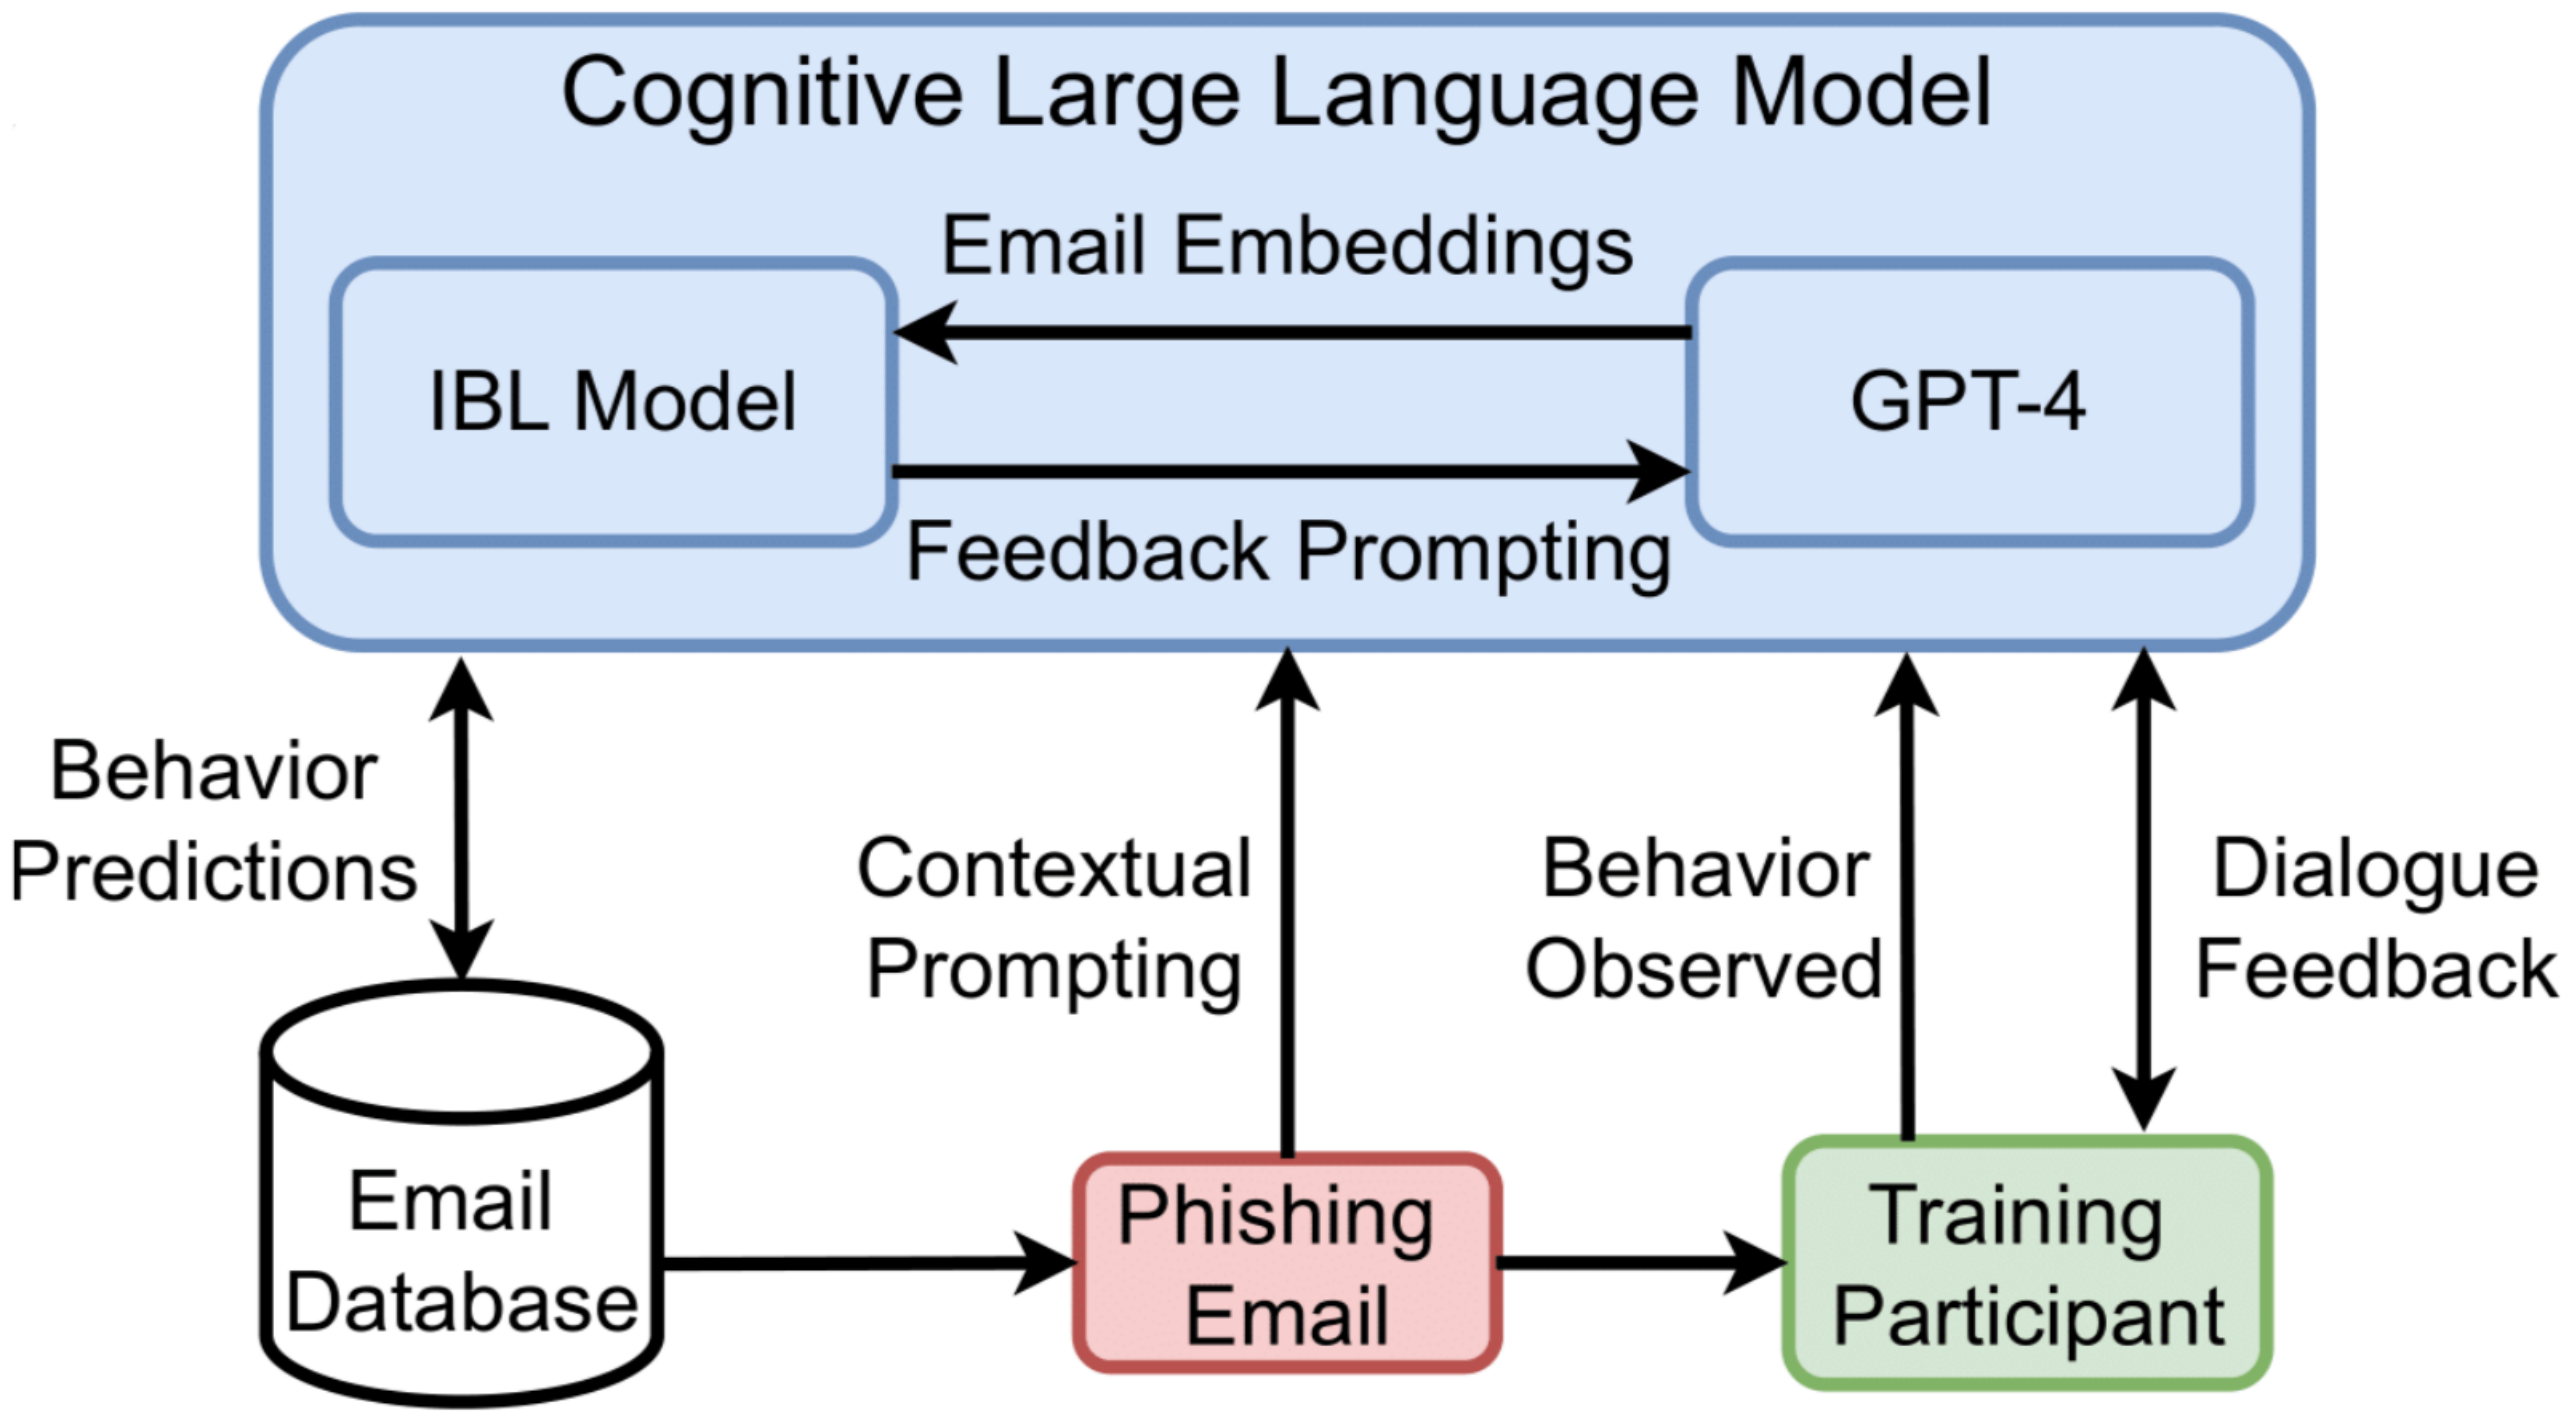 Cognitive Large Language Model
Email Embeddings
IBL Model
GPT-4
Feedback Prompting
Behavior
Predictions
Contextual
Prompting
Behavior
Observed
Dialogue
Feedback
Email
Database
Phishing
Email
Training
Participant